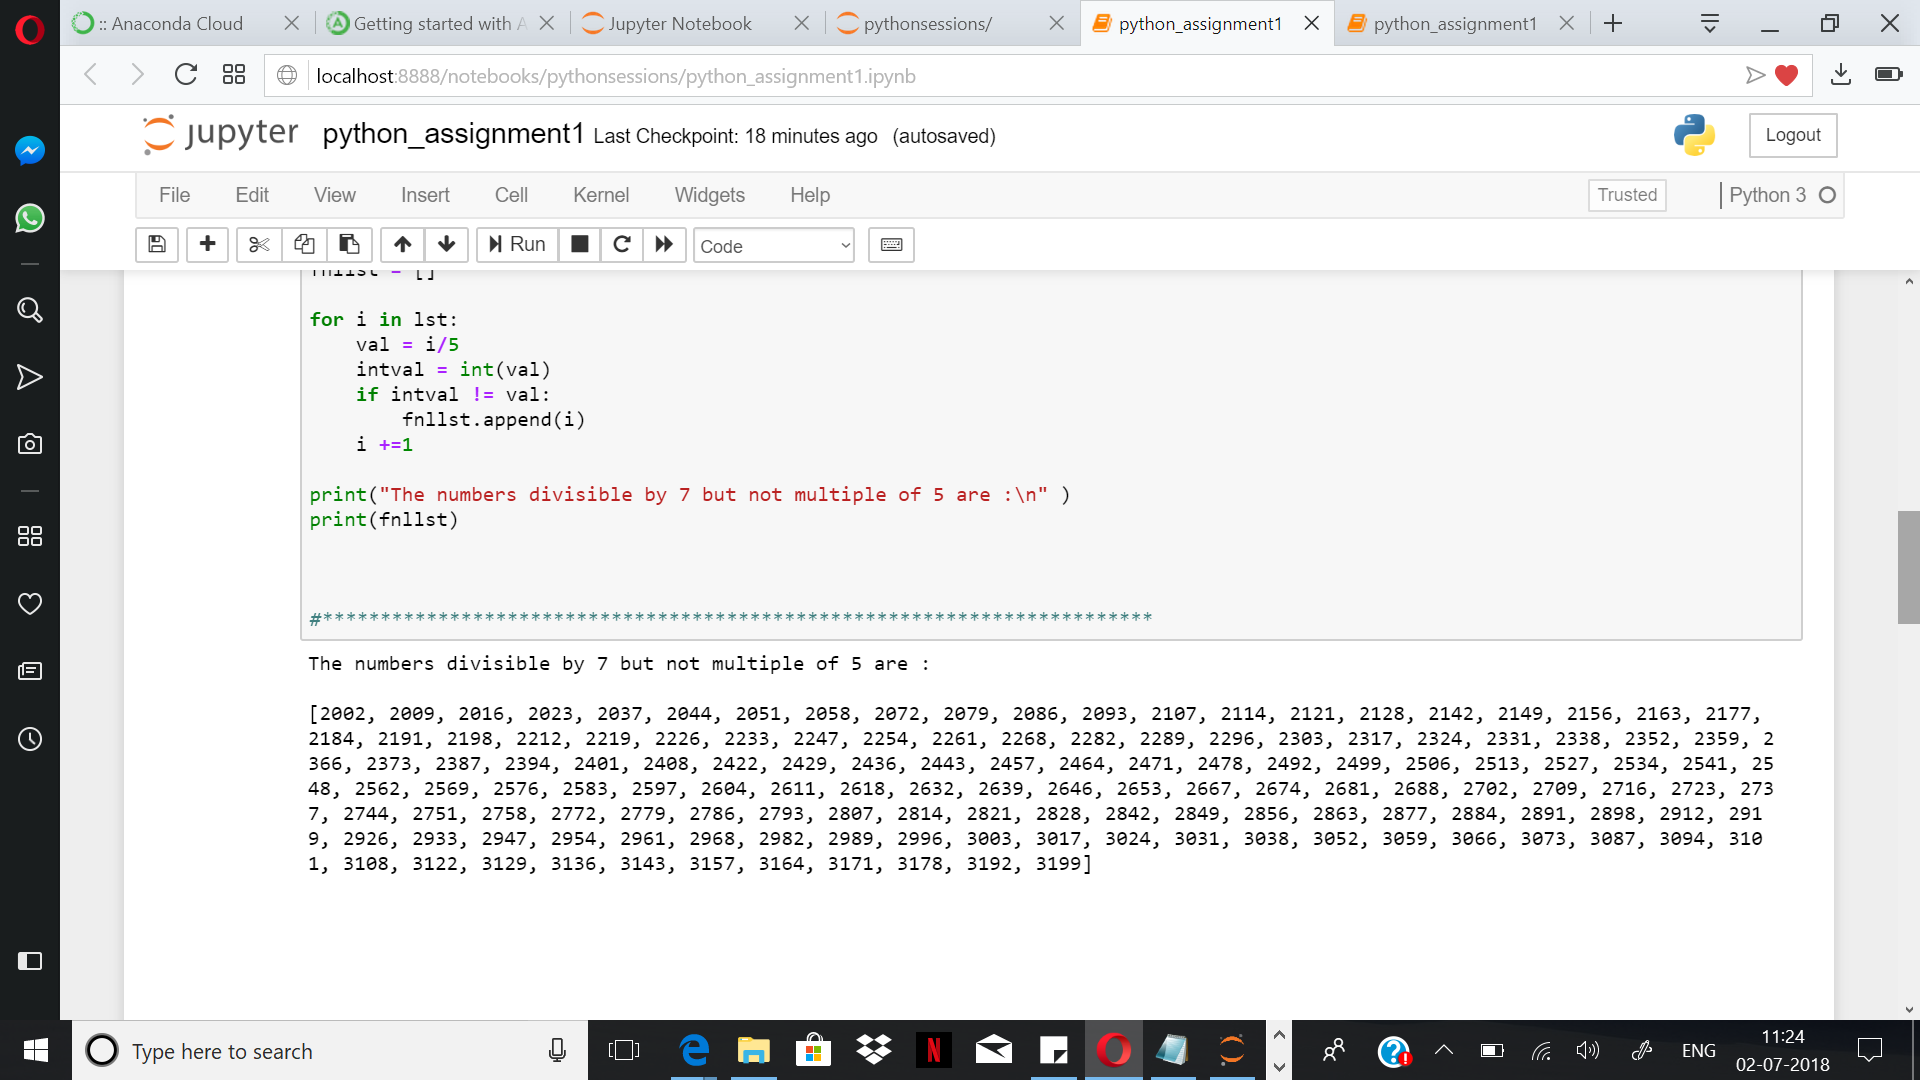 :: Anaconda Cloud
Getting started with A
Jupyter Notebook
pythonsessions/
python_assignment1
python_assignment1
localhost:8888/notebooks/pythonsessions/python_assignment1.ipynb
jupyter python_assignment1 Last Checkpoint: 18 minutes ago (autosaved)
Logout
File Edit View Insert Cell Kernel Widgets Help
Trusted
Python 3
Run
Code
fnllst = []
for i in lst:
    val = i/5
    intval = int(val)
    if intval != val:
        fnllst.append(i)
    i +=1
print("The numbers divisible by 7 but not multiple of 5 are :\n" )
print(fnllst)
#************************************************************************
The numbers divisible by 7 but not multiple of 5 are :
[2002, 2009, 2016, 2023, 2037, 2044, 2051, 2058, 2072, 2079, 2086, 2093, 2107, 2114, 2121, 2128, 2142, 2149, 2156, 2163, 2177,
2184, 2191, 2198, 2212, 2219, 2226, 2233, 2247, 2254, 2261, 2268, 2282, 2289, 2296, 2303, 2317, 2324, 2331, 2338, 2352, 2359, 2
366, 2373, 2387, 2394, 2401, 2408, 2422, 2429, 2436, 2443, 2457, 2464, 2471, 2478, 2492, 2499, 2506, 2513, 2527, 2534, 2541, 25
48, 2562, 2569, 2576, 2583, 2597, 2604, 2611, 2618, 2632, 2639, 2646, 2653, 2667, 2674, 2681, 2688, 2702, 2709, 2716, 2723, 273
7, 2744, 2751, 2758, 2772, 2779, 2786, 2793, 2807, 2814, 2821, 2828, 2842, 2849, 2856, 2863, 2877, 2884, 2891, 2898, 2912, 291
9, 2926, 2933, 2947, 2954, 2961, 2968, 2982, 2989, 2996, 3003, 3017, 3024, 3031, 3038, 3052, 3059, 3066, 3073, 3087, 3094, 310
1, 3108, 3122, 3129, 3136, 3143, 3157, 3164, 3171, 3178, 3192, 3199]
Type here to search
ENG
11:24
02-07-2018